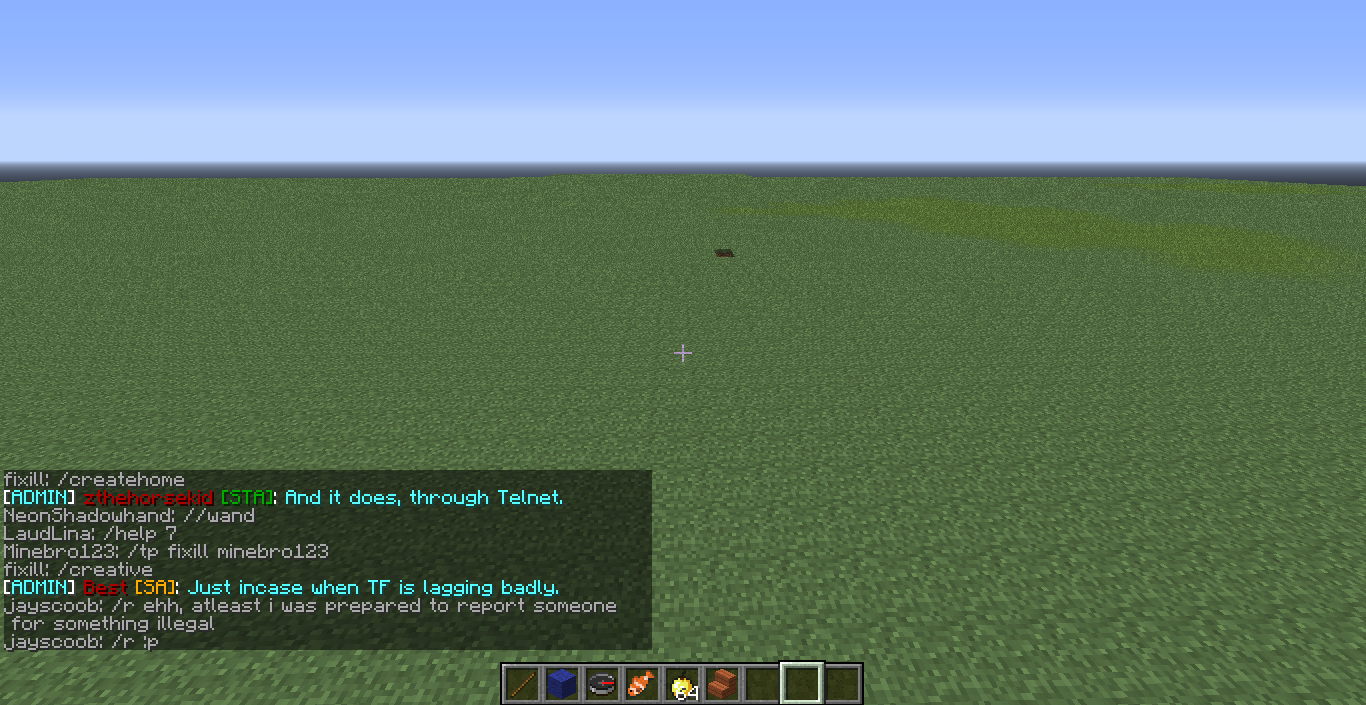 fixill: /createhome
[ADMIN] zthehorsekid [STA]: And it does, through Telnet.
NeonShadowhand: //wand
LaudLina: /help 7
Minebro123: /tp fixill minebro123
fixill: /creative
[ADMIN] Best [SA]: Just incase when TF is lagging badly.
jayscoob: /r ehh, atleast i was prepared to report someone
for something illegal
jayscoob: /r :p
64